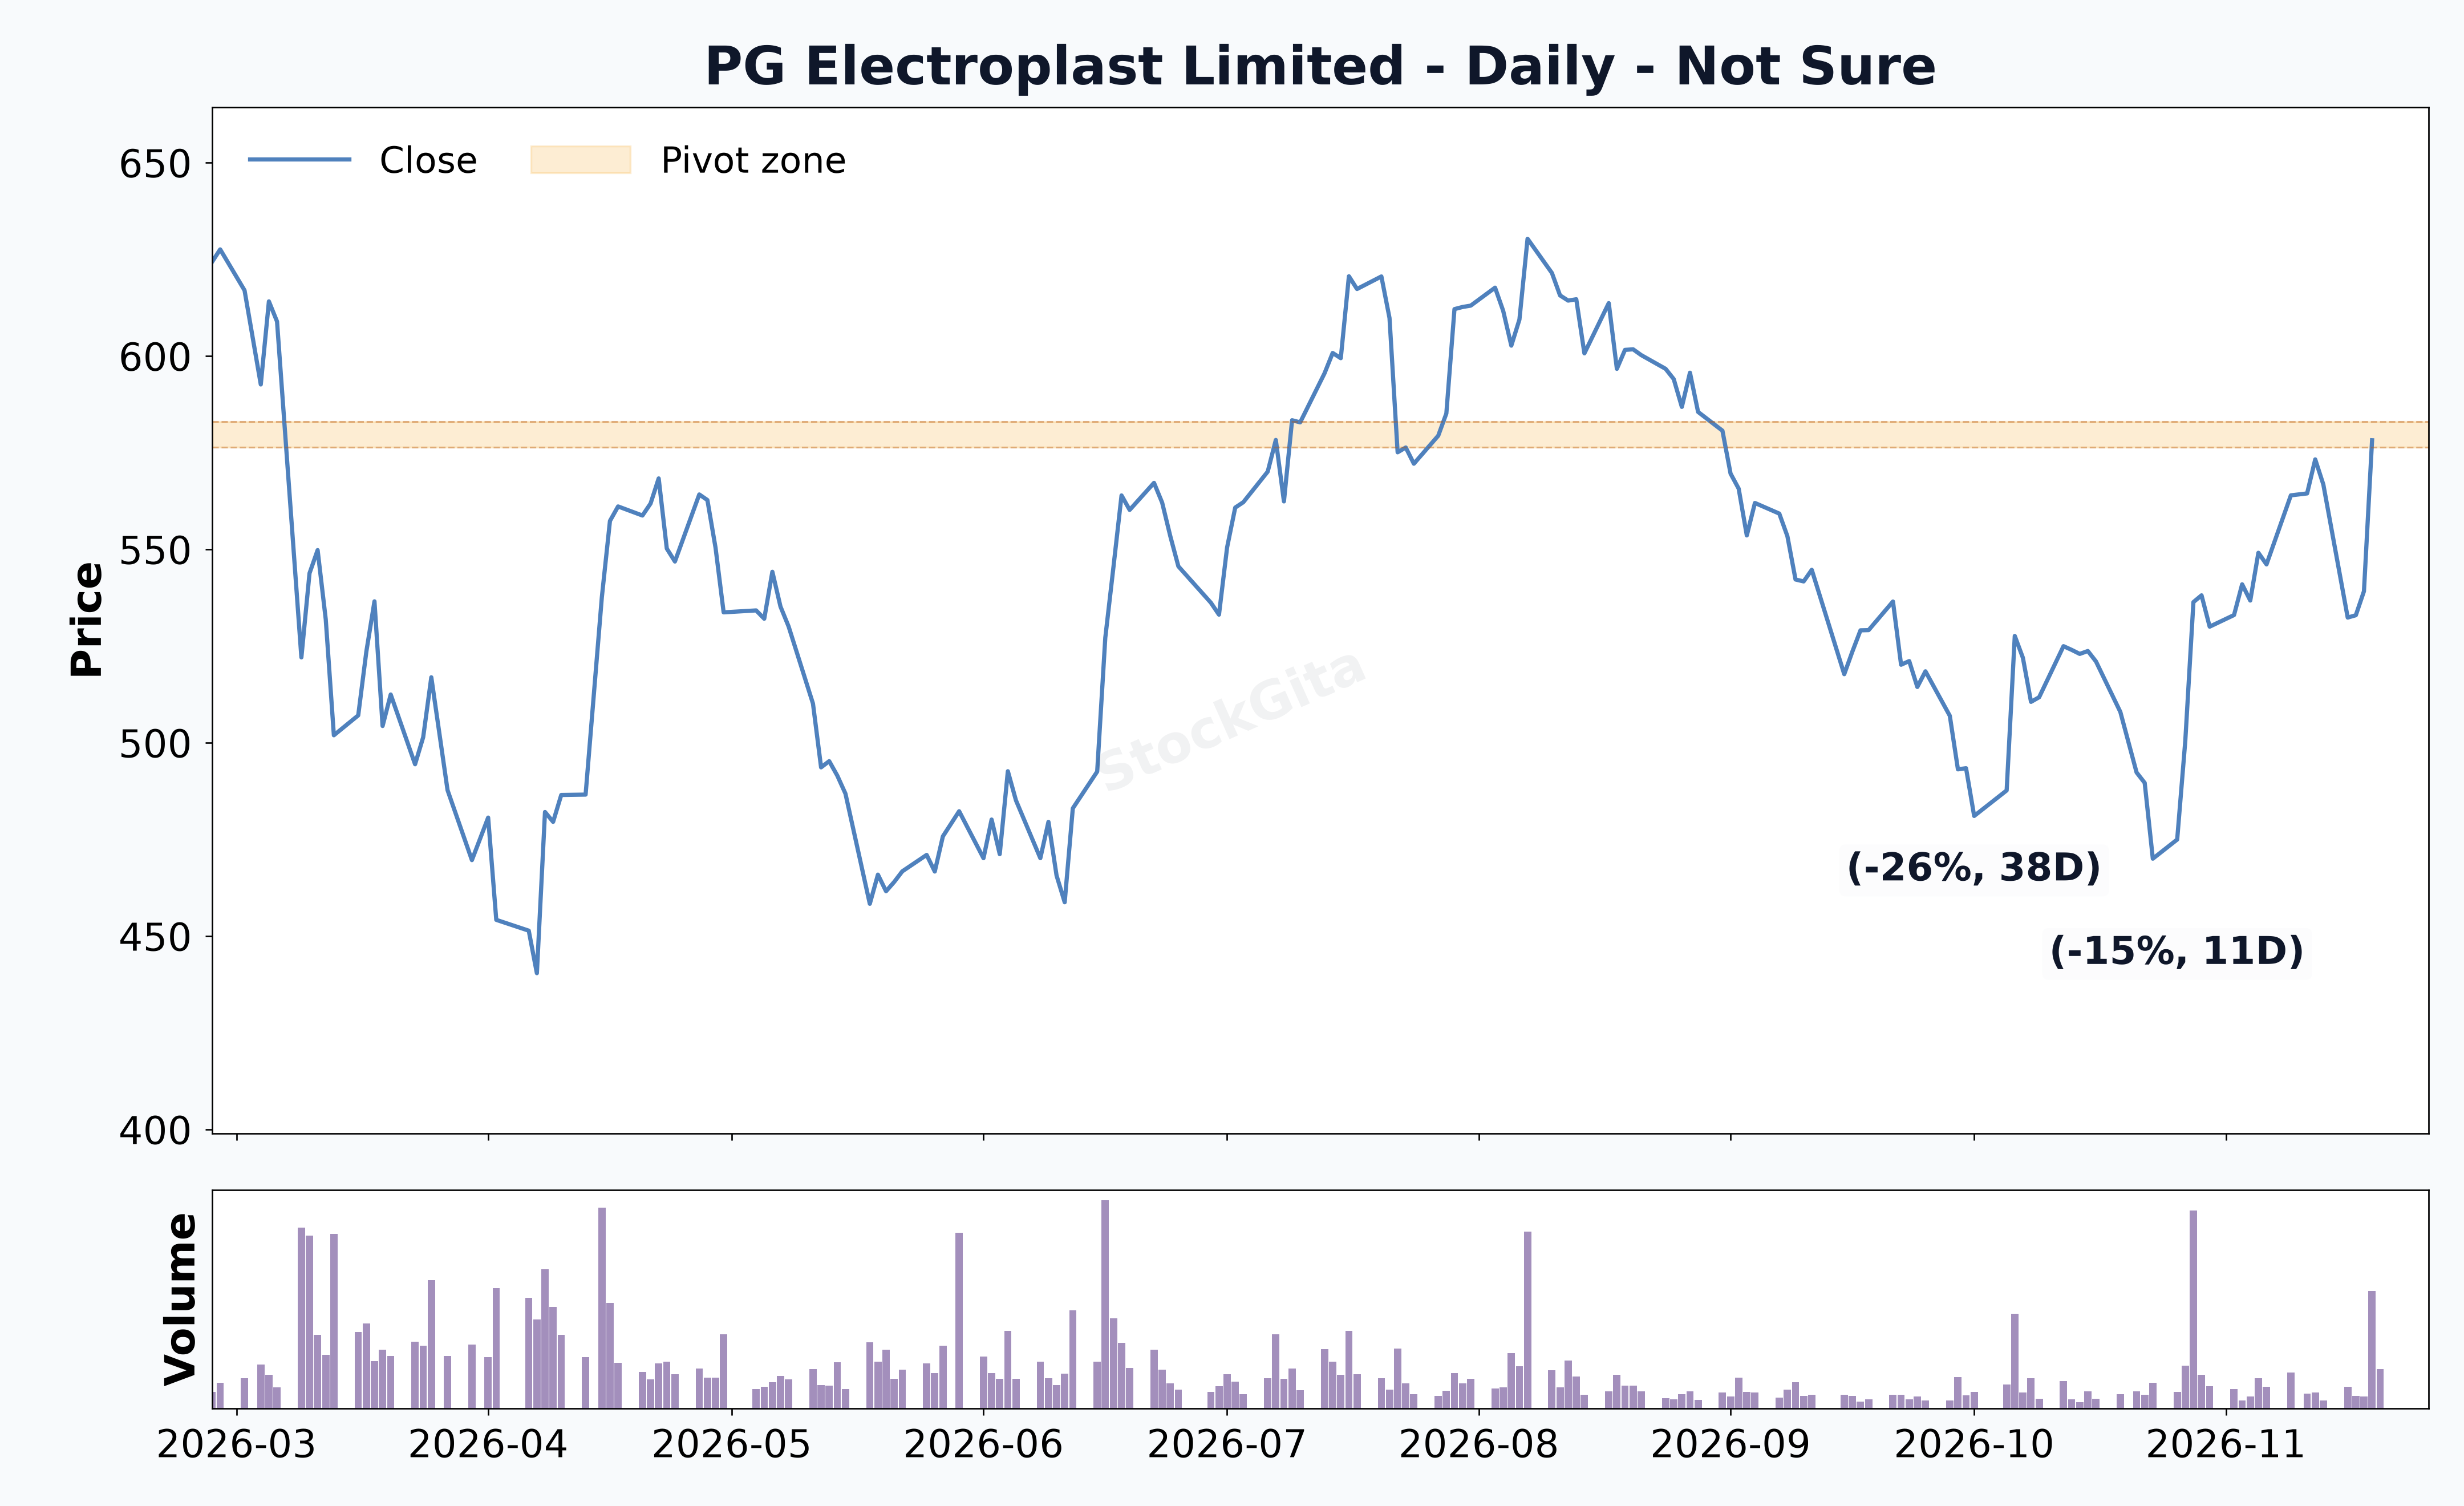 PG Electroplast Limited - Daily - Not Sure
Close
Pivot zone
650
600
550
500
450
400
Price
StockGita
(-26%, 38D)
(-15%, 11D)
Volume
2026-03
2026-04
2026-05
2026-06
2026-07
2026-08
2026-09
2026-10
2026-11